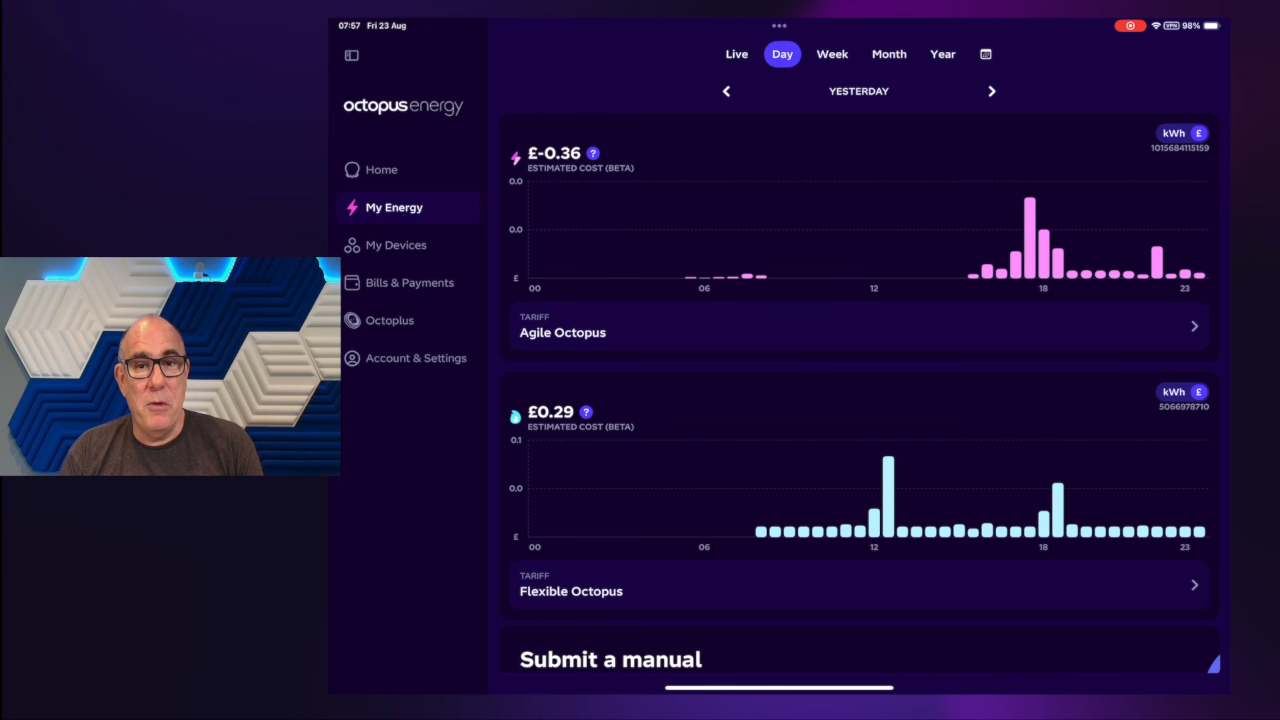 07:57 Fri 23 Aug
VPN 98%
Live Day Week Month Year
YESTERDAY
octopusenergy
Home
My Energy
My Devices
Bills & Payments
Octoplus
Account & Settings
£-0.36 ?
ESTIMATED COST (BETA)
kWh £
1015684115159
0.0
0.0
£
00 06 12 18 23
TARIFF
Agile Octopus
£0.29 ?
ESTIMATED COST (BETA)
kWh £
5066978710
0.1
0.0
£
00 06 12 18 23
TARIFF
Flexible Octopus
Submit a manual